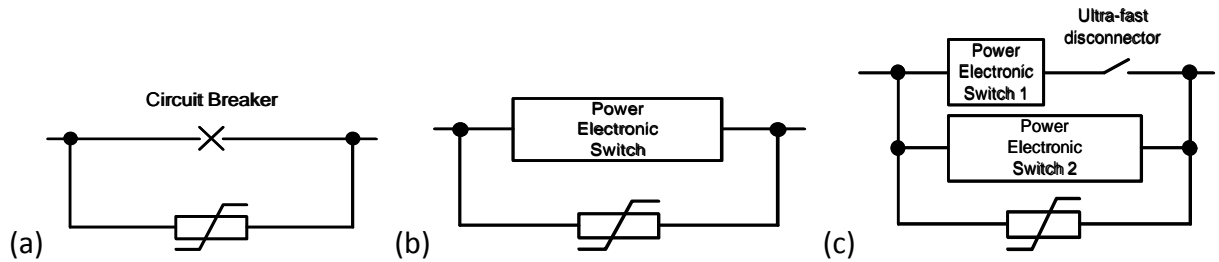 (a)
Circuit Breaker
(b)
Power
Electronic
Switch
(c)
Power
Electronic
Switch 1
Ultra-fast
disconnector
Power
Electronic
Switch 2